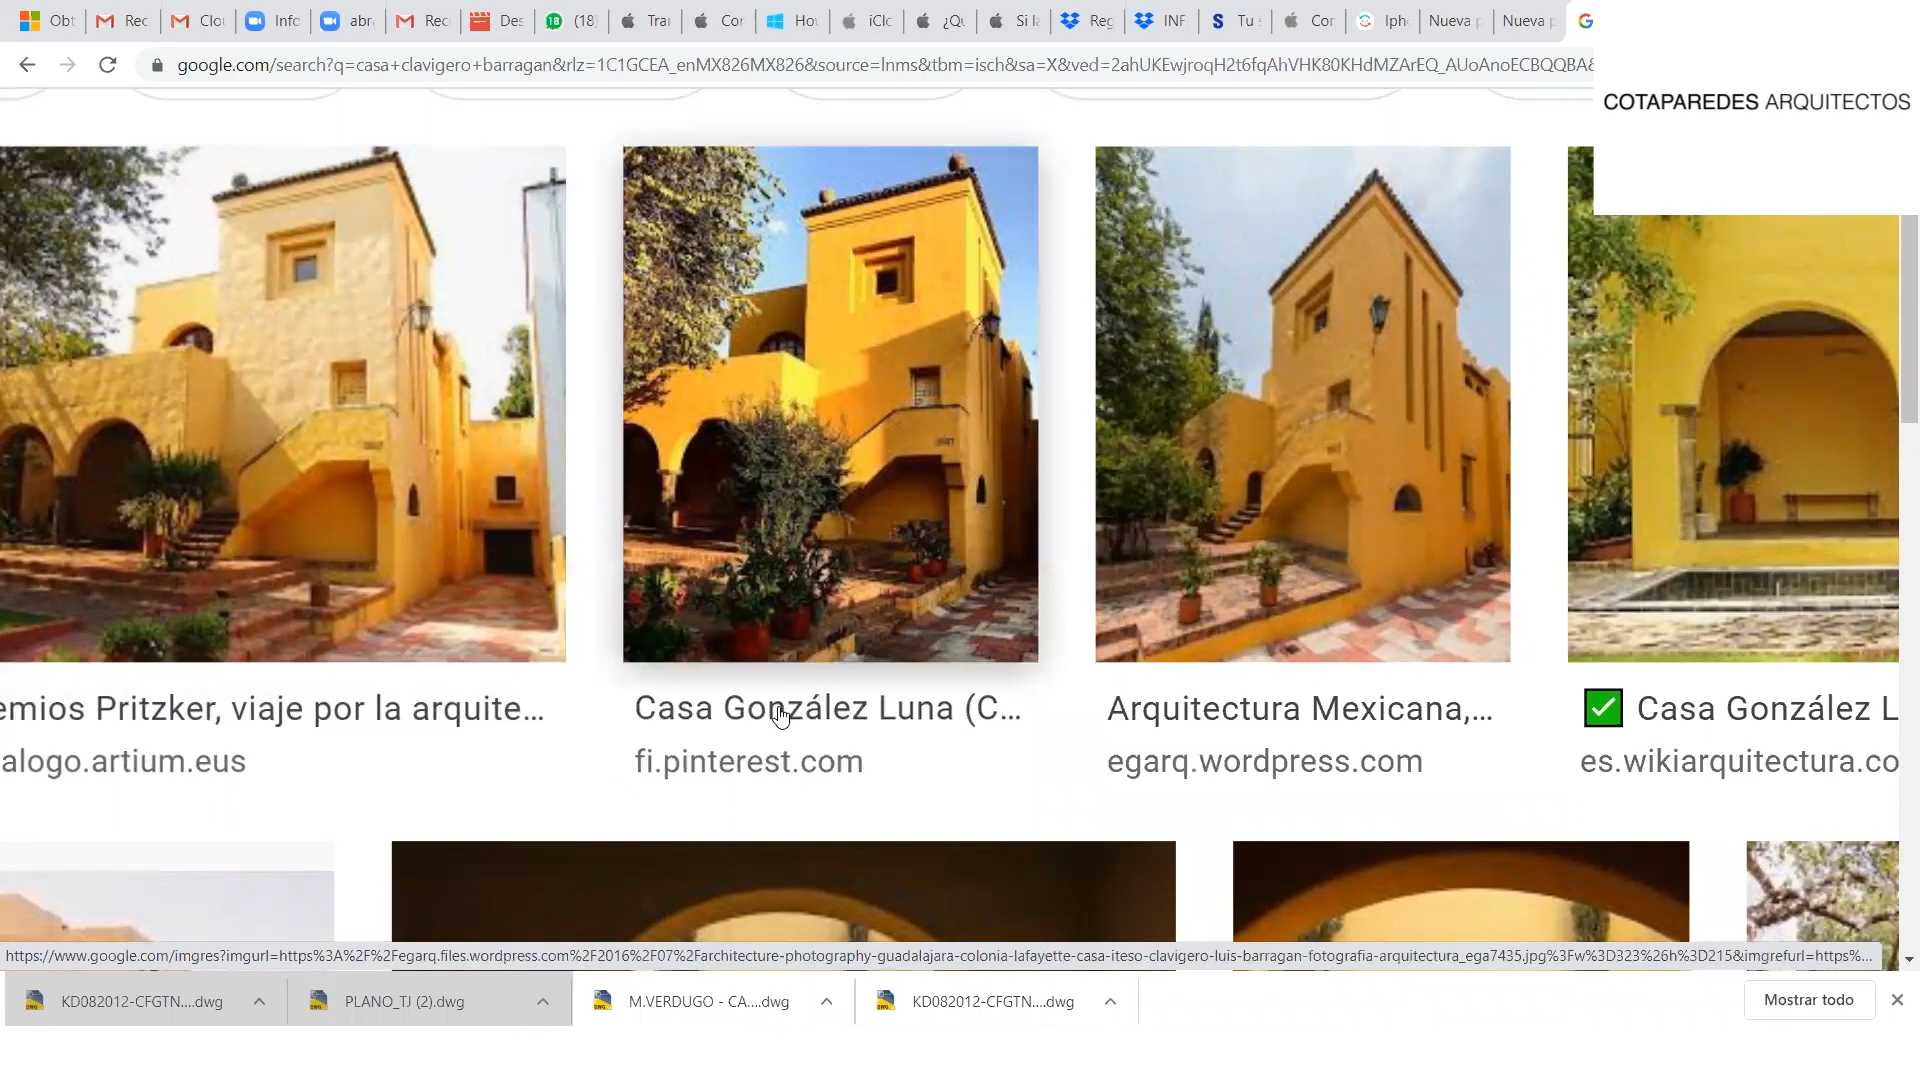 Obt
Rec
Clou
Info
abra
Reci
Des
(18)
Tra
Cor
Ho
iClo
¿Qu
Si la
Reg
INF
Tu s
Cor
Iph
Nueva p
Nueva p
google.com/search?q=casa+clavigero+barragan&rlz=1C1GCEA_enMX826MX826&source=lnms&tbm=isch&sa=X&ved=2ahUKEwjroqH2t6fqAhVHK80KHdMZArEQ_AUoAnoECBQQBA&
COTAPAREDES ARQUITECTOS
emios Pritzker, viaje por la arquite...
alogo.artium.eus
Casa González Luna (C...
fi.pinterest.com
Arquitectura Mexicana,...
egarq.wordpress.com
Casa González L
es.wikiarquitectura.co
https://www.google.com/imgres?imgurl=https%3A%2F%2Fegarq.files.wordpress.com%2F2016%2F07%2Farchitecture-photography-guadalajara-colonia-lafayette-casa-iteso-clavigero-luis-barragan-fotografia-arquitectura_ega7435.jpg%3Fw%3D323%26h%3D215&imgrefurl=https%...
KD082012-CFGTN....dwg
PLANO_TJ (2).dwg
M.VERDUGO - CA....dwg
KD082012-CFGTN....dwg
Mostrar todo